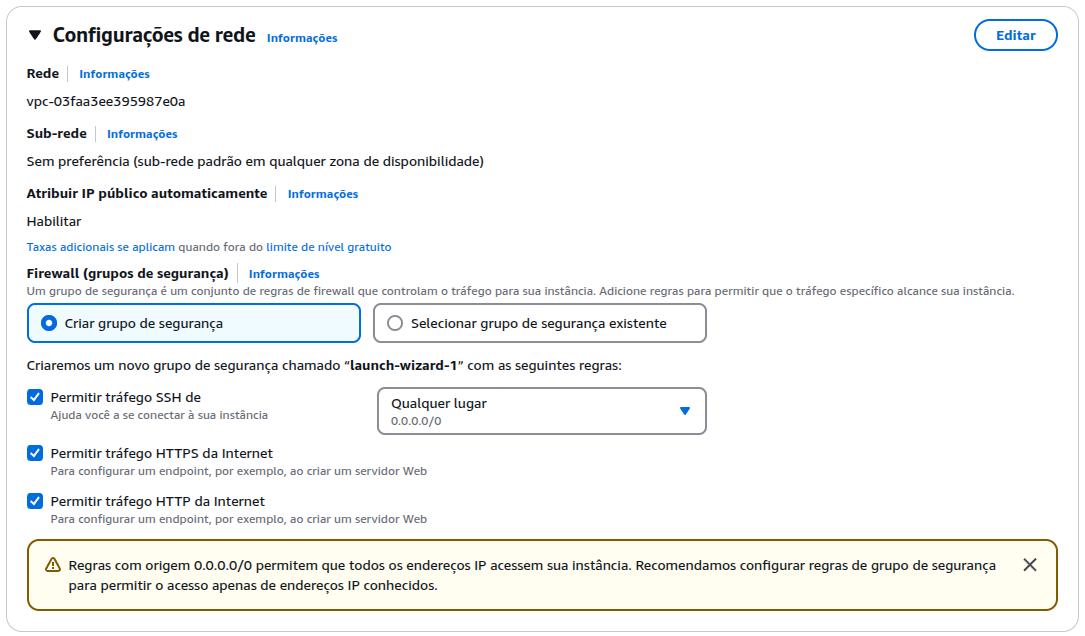 Configurações de rede Informações Editar
Rede Informações
vpc-03faa3ee395987e0a
Sub-rede Informações
Sem preferência (sub-rede padrão em qualquer zona de disponibilidade)
Atribuir IP público automaticamente Informações
Habilitar
Taxas adicionais se aplicam quando fora do limite de nível gratuito
Firewall (grupos de segurança) Informações
Um grupo de segurança é um conjunto de regras de firewall que controlam o tráfego para sua instância. Adicione regras para permitir que o tráfego específico alcance sua instância.
Criar grupo de segurança Selecionar grupo de segurança existente
Criaremos um novo grupo de segurança chamado “launch-wizard-1” com as seguintes regras:
Permitir tráfego SSH de
Ajuda você a se conectar à sua instância
Qualquer lugar
0.0.0.0/0
Permitir tráfego HTTPS da Internet
Para configurar um endpoint, por exemplo, ao criar um servidor Web
Permitir tráfego HTTP da Internet
Para configurar um endpoint, por exemplo, ao criar um servidor Web
Regras com origem 0.0.0.0/0 permitem que todos os endereços IP acessem sua instância. Recomendamos configurar regras de grupo de segurança
para permitir o acesso apenas de endereços IP conhecidos.